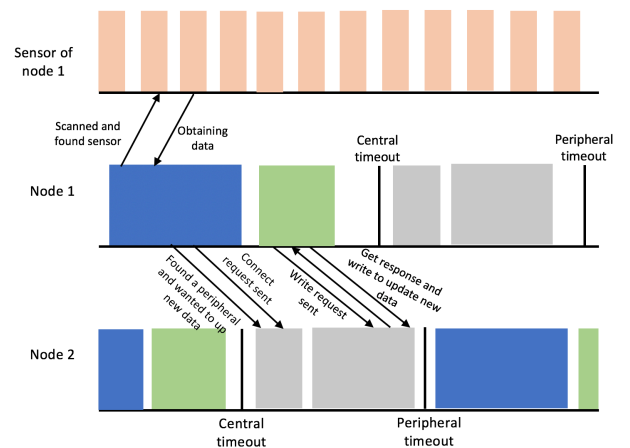 Sensor of
node 1
Scanned and
found sensor
Obtaining
data
Central
timeout
Peripheral
timeout
Node 1
Found a peripheral
and wanted to up
new data
Connect
request sent
Write request
sent
Get response and
write to update new
data
Node 2
Central
timeout
Peripheral
timeout